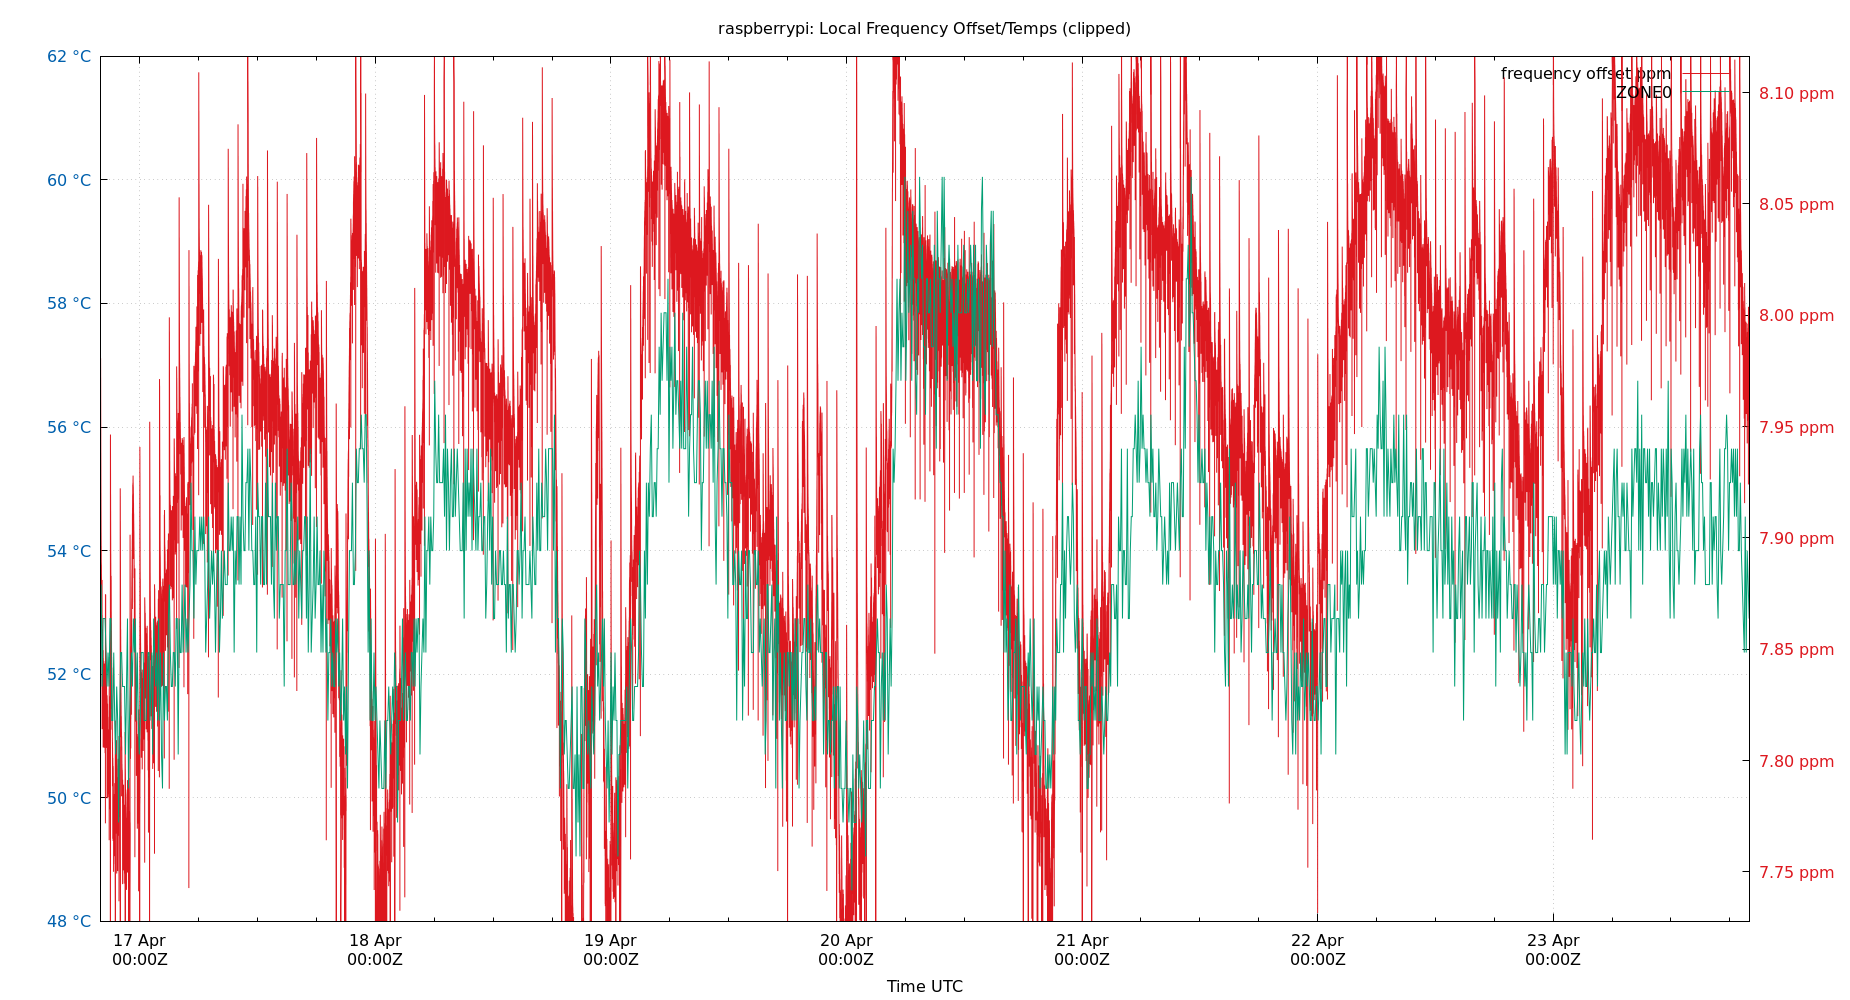 raspberrypi: Local Frequency Offset/Temps (clipped)
62 °C
60 °C
58 °C
56 °C
54 °C
52 °C
50 °C
48 °C
frequency offset ppm
ZONE0
8.10 ppm
8.05 ppm
8.00 ppm
7.95 ppm
7.90 ppm
7.85 ppm
7.80 ppm
7.75 ppm
17 Apr
00:00Z
18 Apr
00:00Z
19 Apr
00:00Z
20 Apr
00:00Z
21 Apr
00:00Z
22 Apr
00:00Z
23 Apr
00:00Z
Time UTC